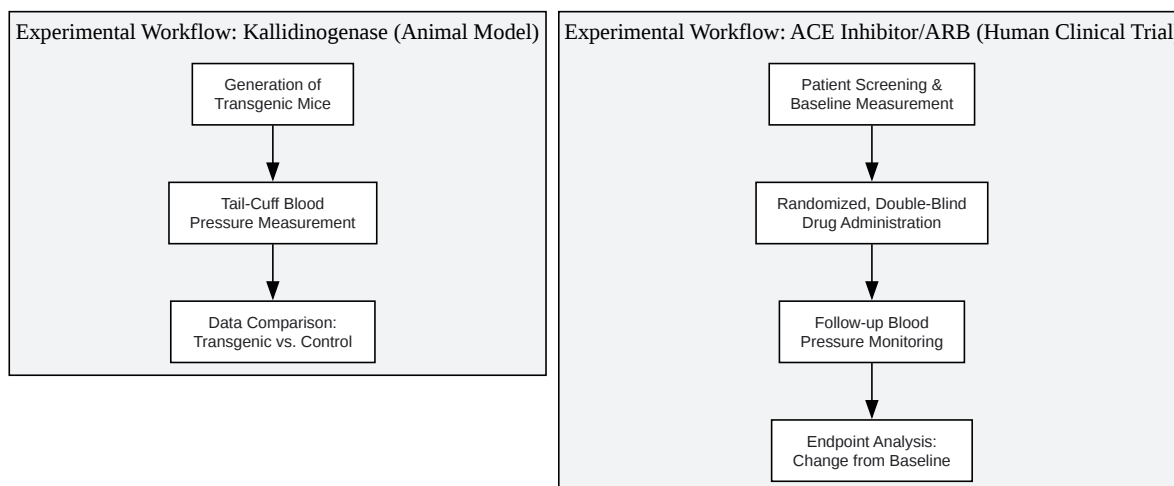 Experimental Workflow: Kallidinogenase (Animal Model)
Generation of
Transgenic Mice
Tail-Cuff Blood
Pressure Measurement
Data Comparison:
Transgenic vs. Control
Experimental Workflow: ACE Inhibitor/ARB (Human Clinical Trial
Patient Screening &
Baseline Measurement
Randomized, Double-Blind
Drug Administration
Follow-up Blood
Pressure Monitoring
Endpoint Analysis:
Change from Baseline